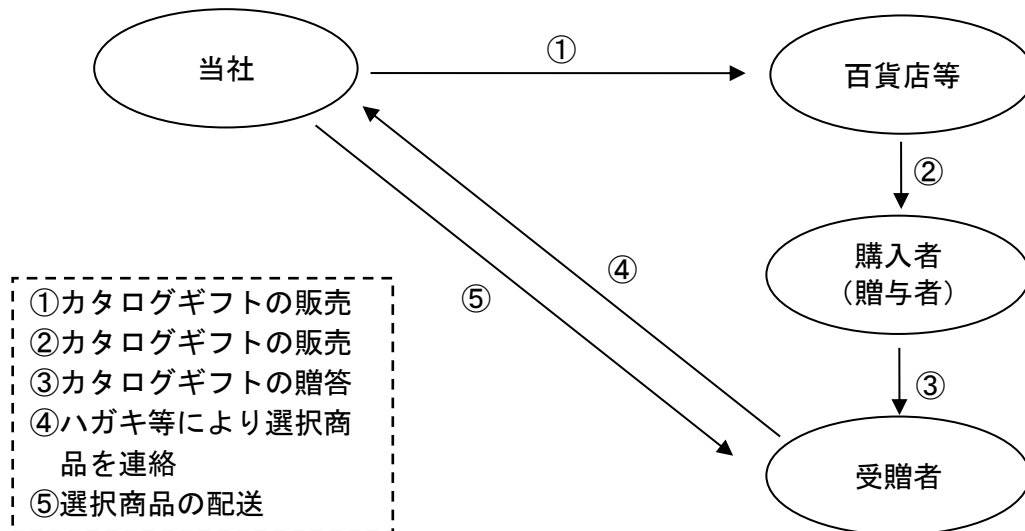 当社
①
百貨店等
②
購入者
（贈与者）
④
⑤
③
受贈者
①カタログギフトの販売
②カタログギフトの販売
③カタログギフトの贈答
④ハガキ等により選択商
品を連絡
⑤選択商品の配送